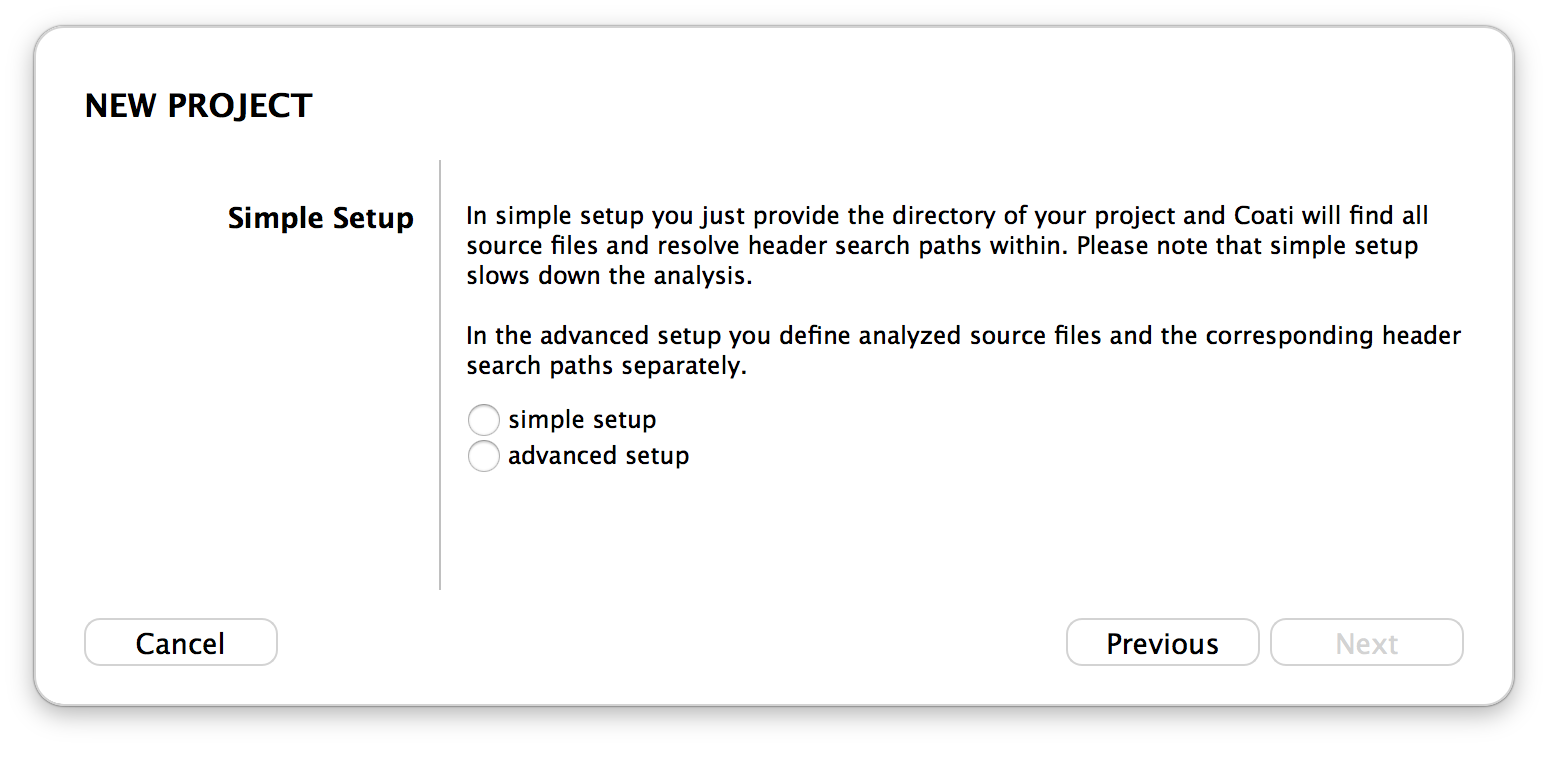 NEW PROJECT
Simple Setup
In simple setup you just provide the directory of your project and Coati will find all
source files and resolve header search paths within. Please note that simple setup
slows down the analysis.
In the advanced setup you define analyzed source files and the corresponding header
search paths separately.
simple setup
advanced setup
Cancel
Previous
Next